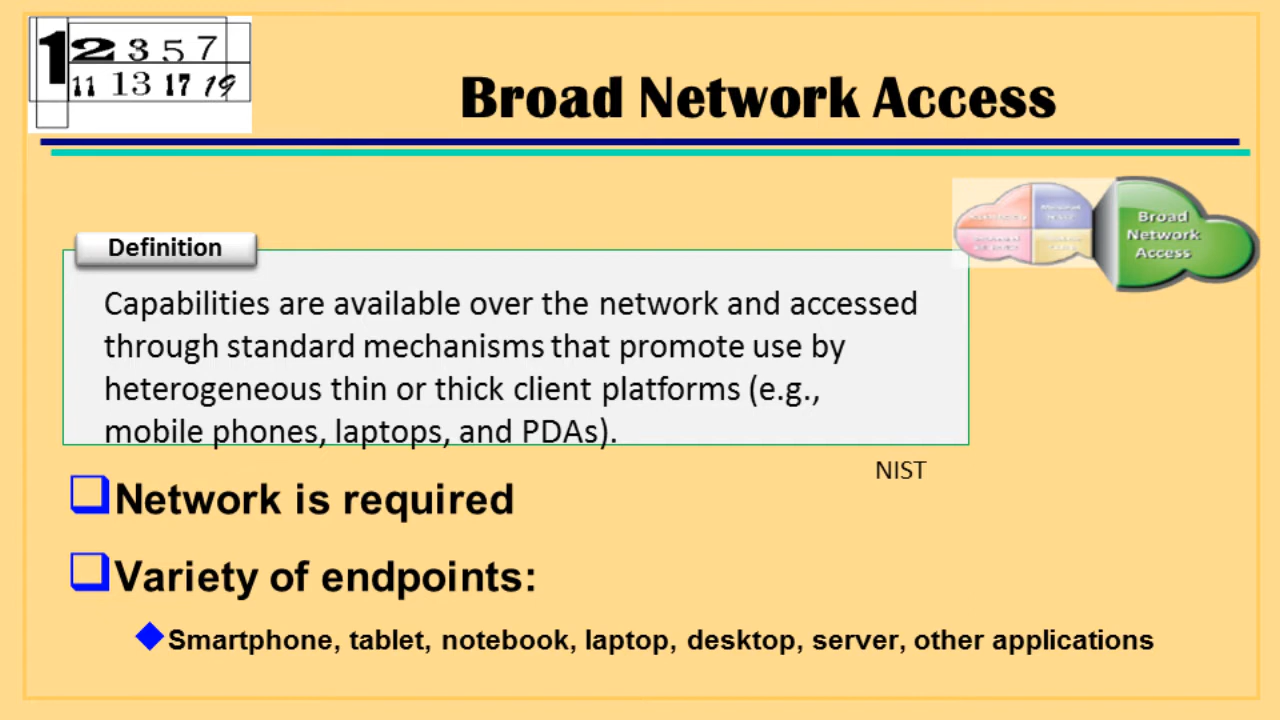 1 2 3 5 7
11 13 17 19
Broad Network Access
Broad
Network
Access
Definition
Capabilities are available over the network and accessed
through standard mechanisms that promote use by
heterogeneous thin or thick client platforms (e.g.,
mobile phones, laptops, and PDAs).
NIST
Network is required
Variety of endpoints:
Smartphone, tablet, notebook, laptop, desktop, server, other applications